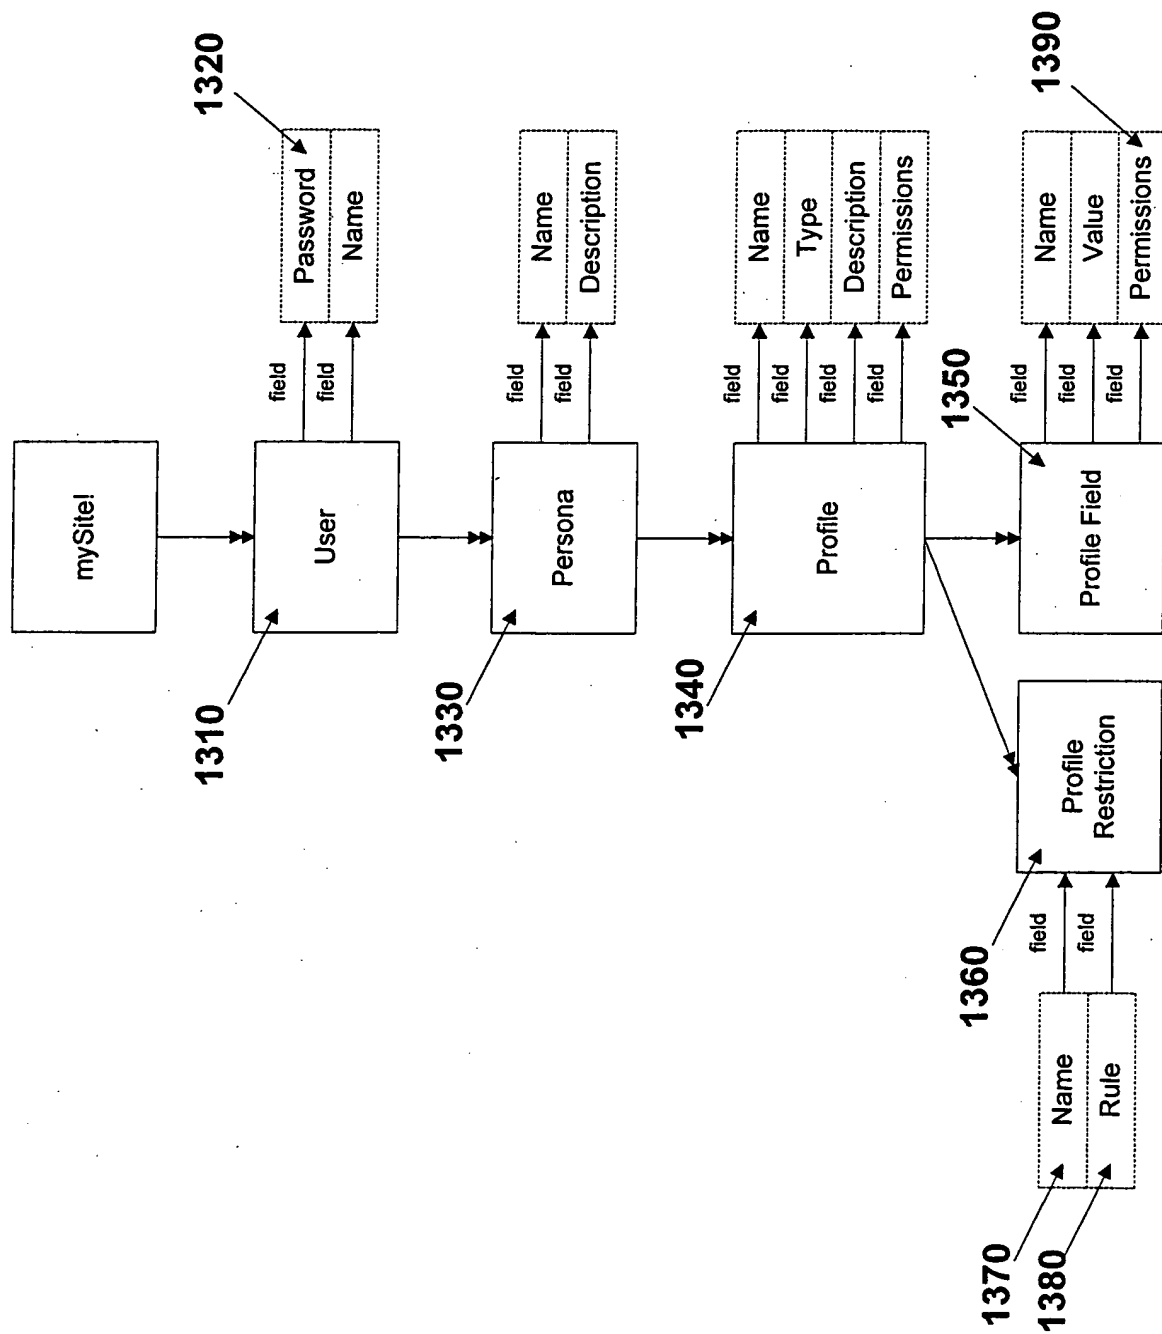 mySite!
1310
User
field
field
Password
Name
1320
1330
Persona
field
field
Name
Description
1340
Profile
field
field
field
field
Name
Type
Description
Permissions
1350
Profile Field
field
field
field
Name
Value
Permissions
1390
1360
Profile
Restriction
field
field
Name
Rule
1370
1380